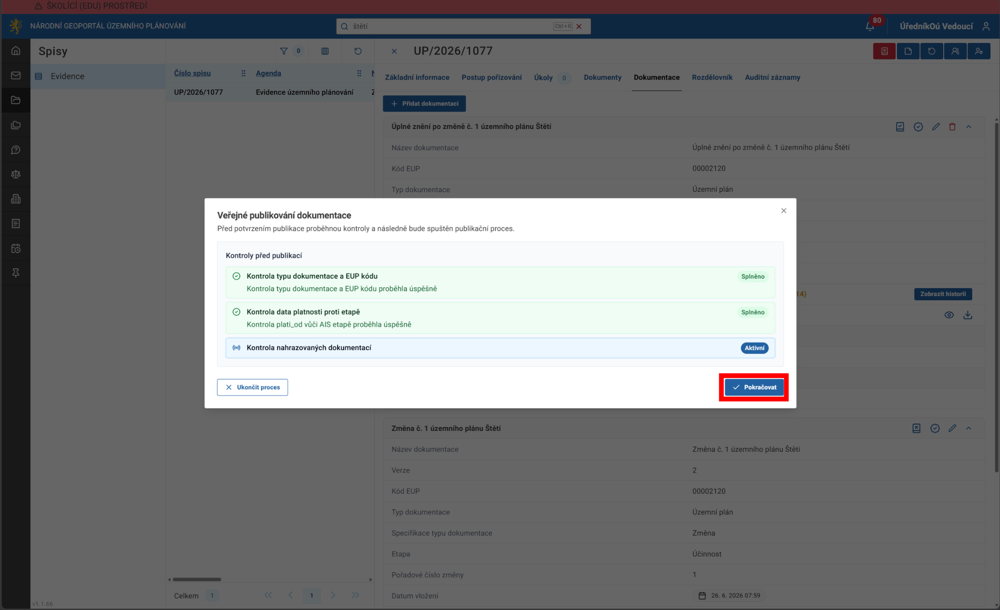 ŠKOLÍCÍ (EDU) PROSTŘEDÍ
NÁRODNÍ GEOPORTÁL ÚZEMNÍHO PLÁNOVÁNÍ
štětí
Ctrl+K
80
ÚředníkOú Vedoucí
Spisy
0
UP/2026/1077
Evidence
Číslo spisu
Agenda
UP/2026/1077
Evidence územního plánování
Základní informace
Postup pořizování
Úkoly 0
Dokumenty
Dokumentace
Rozdělovník
Auditní záznamy
Přidat dokumentaci
Úplné znění po změně č. 1 územního plánu Štětí
Název dokumentace
Úplné znění po změně č. 1 územního plánu Štětí
Kód EUP
00002120
Typ dokumentace
Územní plán
14)
Zobrazit historii
Veřejné publikování dokumentace
Před potvrzením publikace proběhnou kontroly a následně bude spuštěn publikační proces.
Kontroly před publikací
Kontrola typu dokumentace a EUP kódu
Splněno
Kontrola typu dokumentace a EUP kódu proběhla úspěšně
Kontrola data platnosti proti etapě
Splněno
Kontrola plati_od vůči AIS etapě proběhla úspěšně
Kontrola nahrazovaných dokumentací
Aktivní
Ukončit proces
Pokračovat
Změna č. 1 územního plánu Štětí
Název dokumentace
Změna č. 1 územního plánu Štětí
Verze
2
Kód EUP
00002120
Typ dokumentace
Územní plán
Specifikace typu dokumentace
Změna
Etapa
Účinnost
Pořadové číslo změny
1
Datum vložení
26. 6. 2026 07:59
Celkem 1
1
v1.1.66